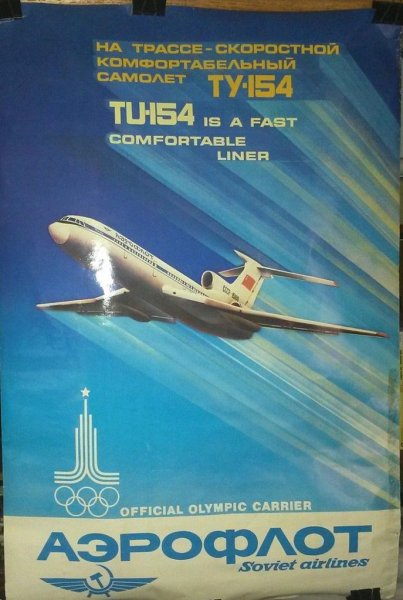 НА ТРАССЕ-СКОРОСТНОЙ
КОМФОРТАБЕЛЬНЫЙ
САМОЛЕТ ТУ-154
TU-154 IS A FAST
COMFORTABLE
LINER
АЭРОФЛОТ
OFFICIAL OLYMPIC CARRIER
АЭРОФЛОТ
Soviet airlines